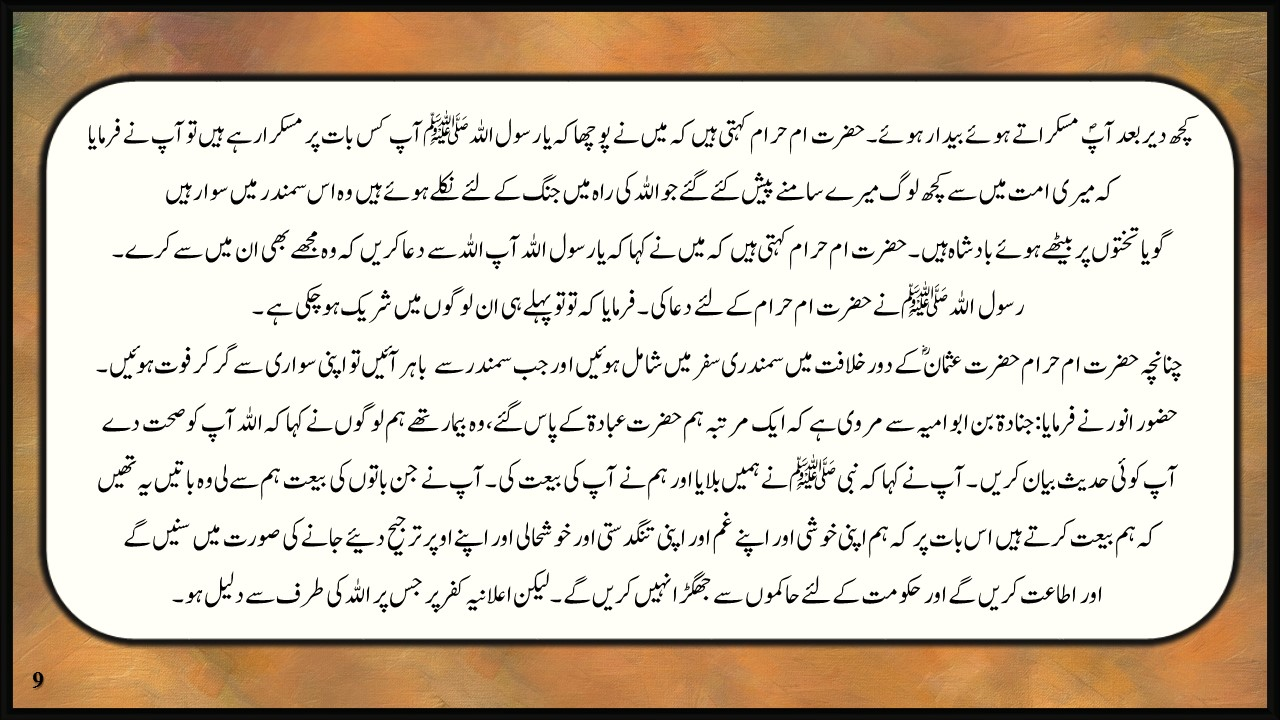 کچھ دیر بعد آپؐ مسکراتے ہوئے بیدار ہوئے۔ حضرت ام حرام کہتی ہیں کہ میں نے پوچھا کہ یا رسول اللہ ﷺ آپ کس بات پر مسکرا رہے ہیں تو آپ نے فرمایا
کہ میری امت میں سے کچھ لوگ میرے سامنے پیش کئے گئے جو اللہ کی راہ میں جنگ کے لئے نکلے ہوئے ہیں وہ اس سمندر میں سوار ہیں
گویا تختوں پر بیٹھے ہوئے بادشاہ ہیں۔ حضرت ام حرام کہتی ہیں کہ میں نے کہا کہ یا رسول اللہ آپ اللہ سے دعا کریں کہ وہ مجھے بھی ان میں سے کرے۔
رسول اللہ ﷺ نے حضرت ام حرام کے لئے دعا کی۔ فرمایا کہ تو تو پہلے ہی ان لوگوں میں شریک ہو چکی ہے۔
چنانچہ حضرت ام حرام حضرت عثمانؓ کے دور خلافت میں سمندری سفر میں شامل ہوئیں اور جب سمندر سے باہر آئیں تو اپنی سواری سے گر کر فوت ہوئیں۔
حضور انور نے فرمایا: جنادۃ بن ابو امیہ سے مروی ہے کہ ایک مرتبہ ہم حضرت عبادۃ کے پاس گئے، وہ بیمار تھے ہم لوگوں نے کہا کہ اللہ آپ کو صحت دے
آپ کوئی حدیث بیان کریں۔ آپ نے کہا کہ نبی ﷺ نے ہمیں بلایا اور ہم نے آپ کی بیعت کی۔ آپ نے جن باتوں کی بیعت ہم سے لی وہ باتیں یہ تھیں
کہ ہم بیعت کرتے ہیں اس بات پر کہ ہم اپنی خوشی اور اپنے غم اور اپنی تنگدستی اور خوشحالی اور اپنے اوپر ترجیح دیئے جانے کی صورت میں سنیں گے
اور اطاعت کریں گے اور حکومت کے لئے حاکموں سے جھگڑا نہیں کریں گے۔ لیکن اعلانیہ کفر پر جس پر اللہ کی طرف سے دلیل ہو۔
9